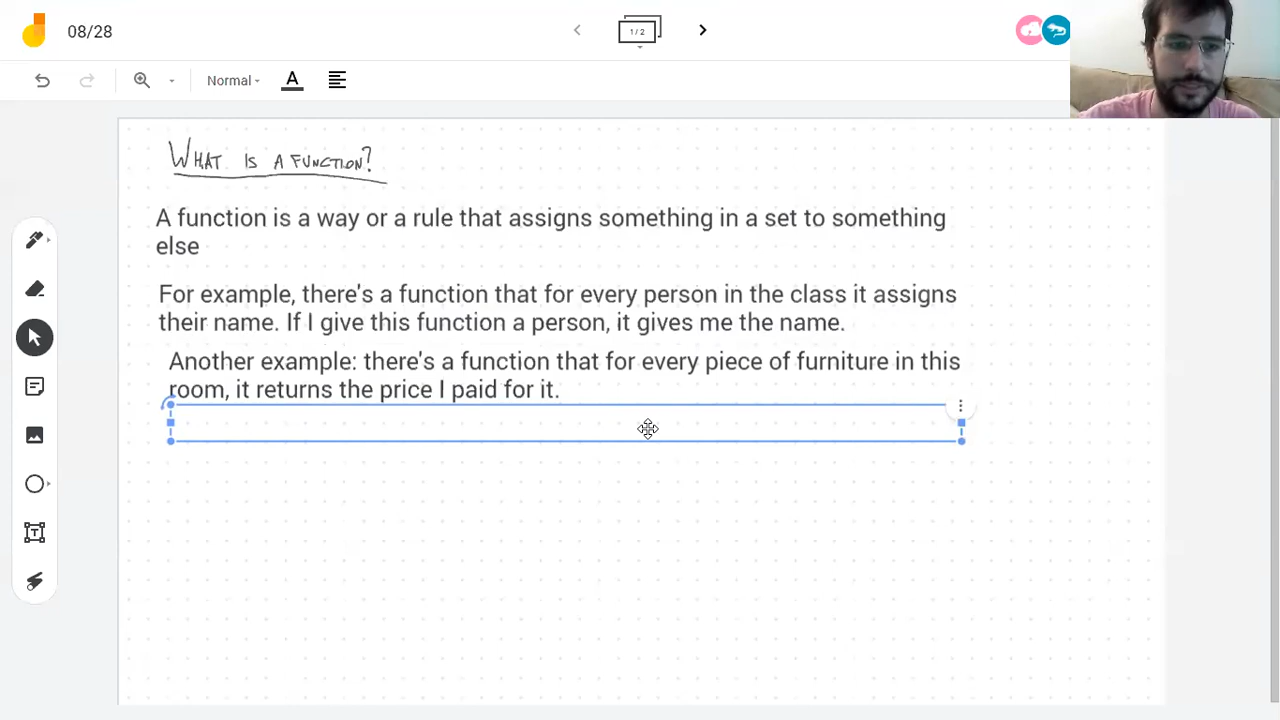 08/28
1 / 2
Normal
A
WHAT IS A FUNCTION?
A function is a way or a rule that assigns something in a set to something
else
For example, there's a function that for every person in the class it assigns
their name. If I give this function a person, it gives me the name.
Another example: there's a function that for every piece of furniture in this
room, it returns the price I paid for it.
T